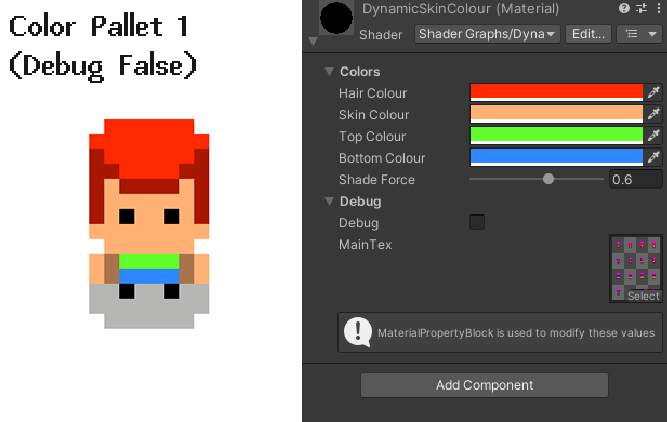 Color Pallet 1
(Debug False)
DynamicSkinColour (Material)
Shader Shader Graphs/Dyna Edit...
Colors
Hair Colour
Skin Colour
Top Colour
Bottom Colour
Shade Force 0.6
Debug
Debug
MainTex
Select
MaterialPropertyBlock is used to modify these values
Add Component